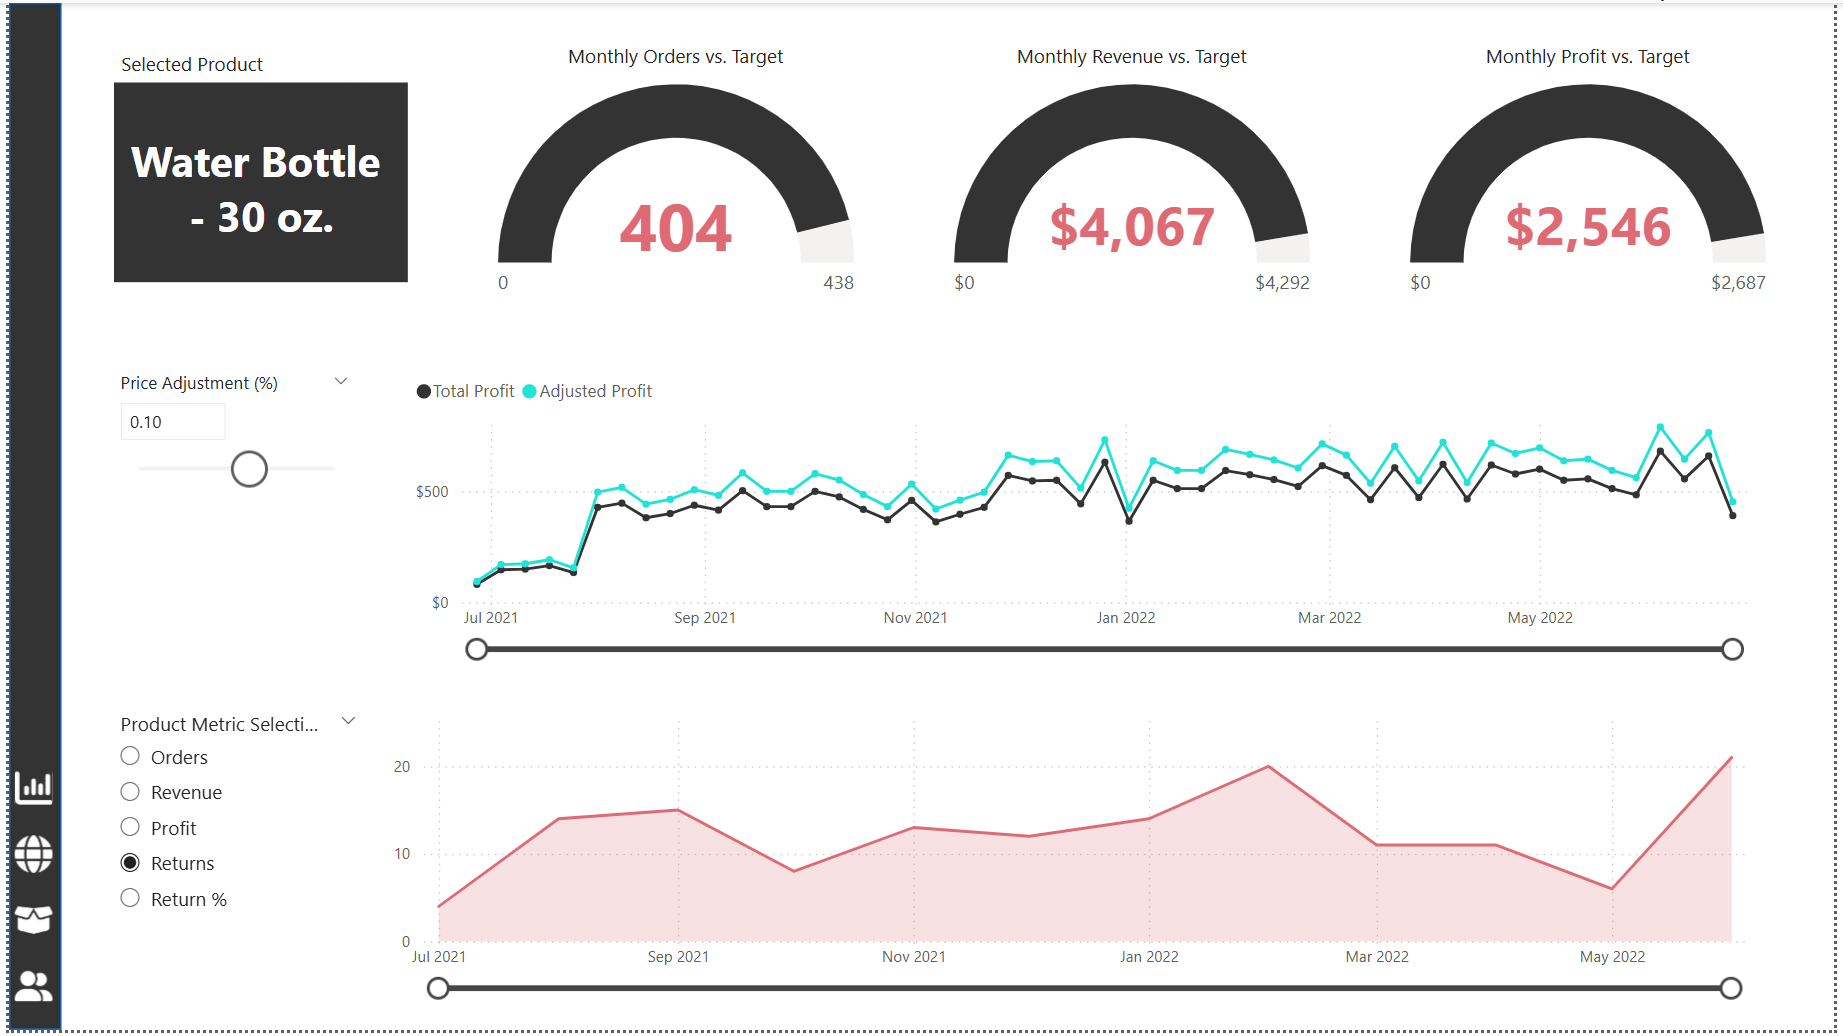 Selected Product
Water Bottle
- 30 oz.
Monthly Orders vs. Target
404
0
438
Monthly Revenue vs. Target
$4,067
$0
$4,292
Monthly Profit vs. Target
$2,546
$0
$2,687
Price Adjustment (%)
0.10
Total Profit
Adjusted Profit
$500
$0
Jul 2021
Sep 2021
Nov 2021
Jan 2022
Mar 2022
May 2022
Product Metric Selecti...
Orders
Revenue
Profit
Returns
Return %
20
10
0
Jul 2021
Sep 2021
Nov 2021
Jan 2022
Mar 2022
May 2022